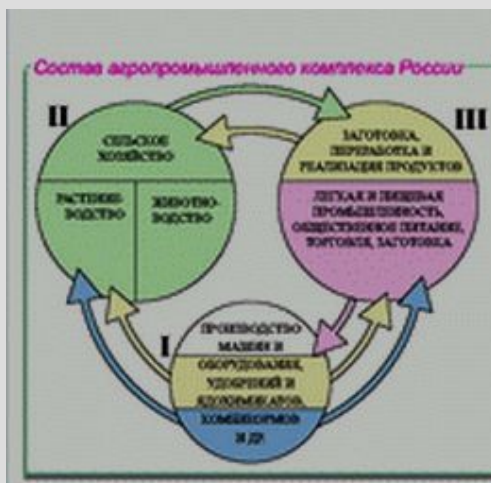 Состав агропромышленного комплекса России
II
СЕЛЬСКОЕ
ХОЗЯЙСТВО
РАСТЕНИЕ-
ВОДСТВО
ЖИВОТНО-
ВОДСТВО
III
ЗАГОТОВКА,
ПЕРЕРАБОТКА И
РЕАЛИЗАЦИЯ ПРОДУКТОВ
ЛЕГКАЯ И ПИЩЕВАЯ
ПРОМЫШЛЕННОСТЬ,
ОБЩЕСТВЕННОЕ ПИТАНИЕ,
ТОРГОВЛЯ, ЗАГОТОВКА
I
ПРОИЗВОДСТВО
МАШИН И
ОБОРУДОВАНИЯ,
УДОБРЕНИЙ И
ЯДОХИМИКАТОВ,
КОМБИКОРМОВ
И ДР.